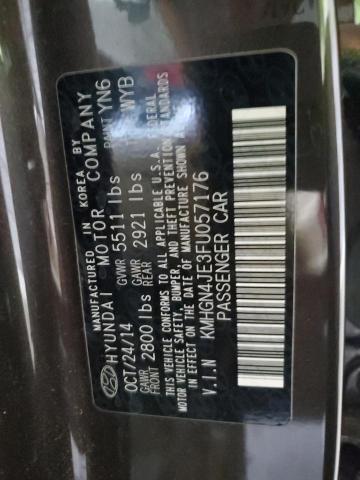 MANUFACTURED IN KOREA BY
HYUNDAI MOTOR COMPANY
OCT/24/14 GVWR 5511 lbs PAINT YN6
GAWR FRONT 2800 lbs GAWR REAR 2921 lbs WYB
THIS VEHICLE CONFORMS TO ALL APPLICABLE U.S.A. FEDERAL
MOTOR VEHICLE SAFETY, BUMPER, AND THEFT PREVENTION STANDARDS
IN EFFECT ON THE DATE OF MANUFACTURE SHOWN
V.I.N KMHGN4JE3FU057176
PASSENGER CAR